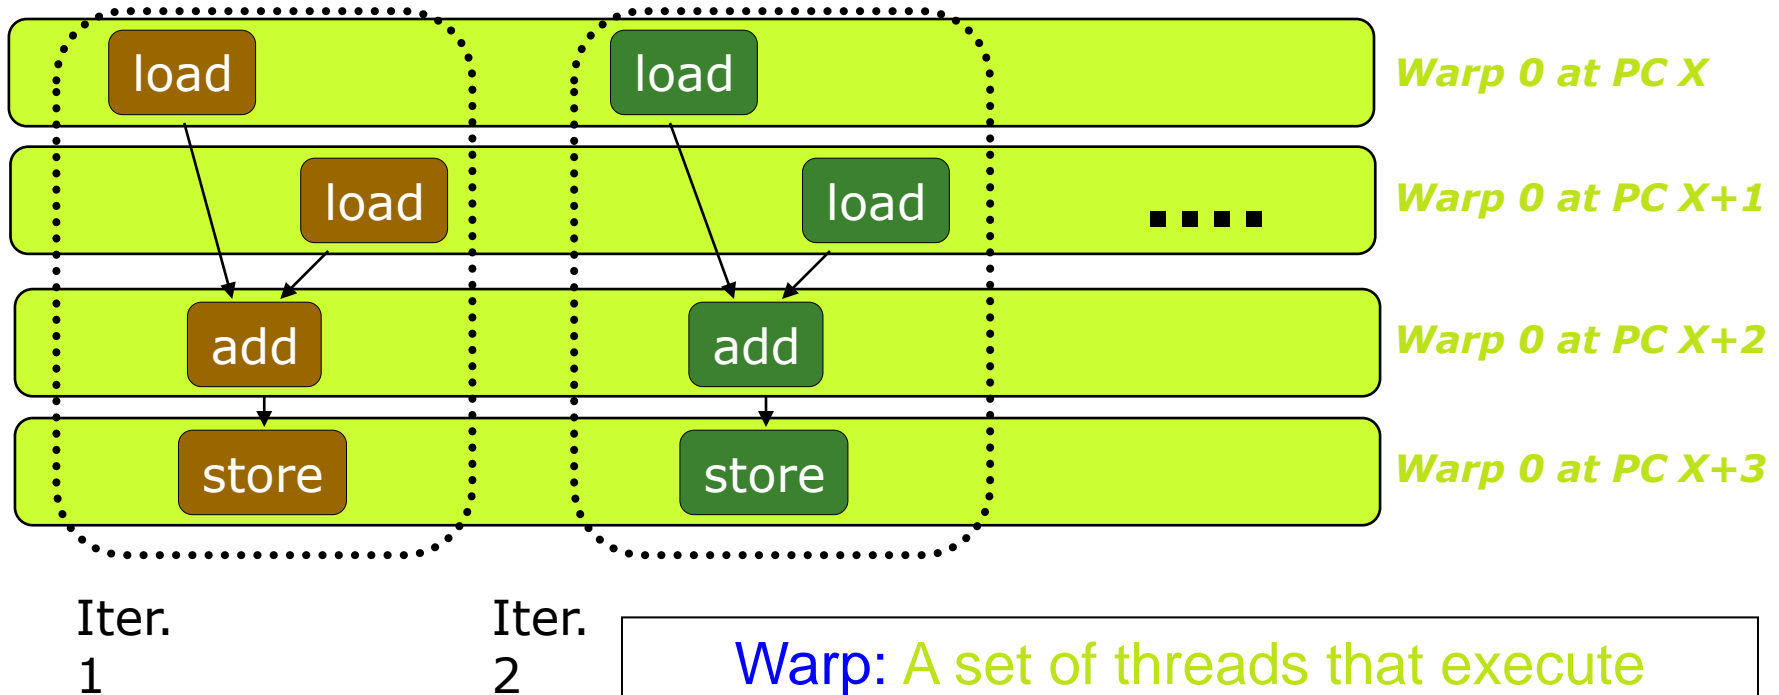 load load Warp 0 at PC X
load load Warp 0 at PC X+1
add add Warp 0 at PC X+2
store store Warp 0 at PC X+3
Iter. Iter.
1 2
Warp: A set of threads that execute